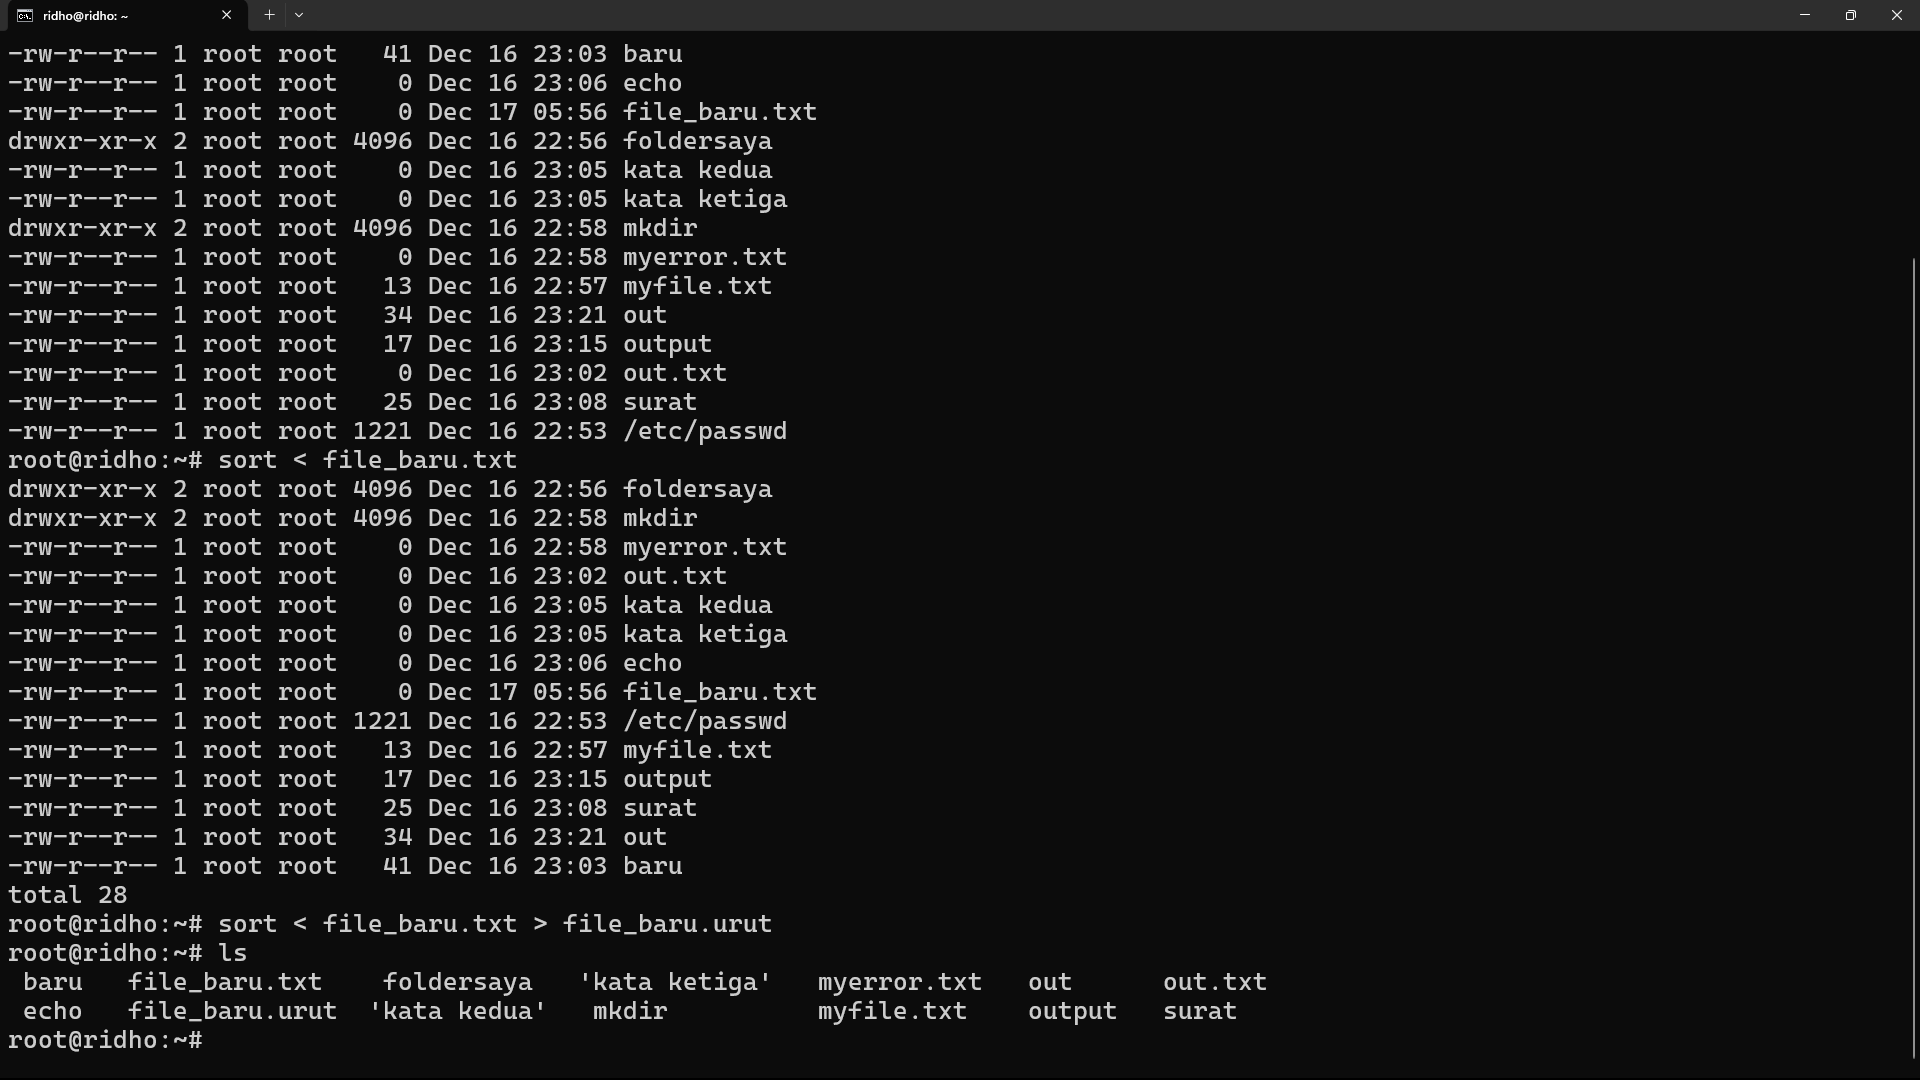 ridho@ridho: ~
-rw-r--r-- 1 root root   41 Dec 16 23:03 baru
-rw-r--r-- 1 root root    0 Dec 16 23:06 echo
-rw-r--r-- 1 root root    0 Dec 17 05:56 file_baru.txt
drwxr-xr-x 2 root root 4096 Dec 16 22:56 foldersaya
-rw-r--r-- 1 root root    0 Dec 16 23:05 kata kedua
-rw-r--r-- 1 root root    0 Dec 16 23:05 kata ketiga
drwxr-xr-x 2 root root 4096 Dec 16 22:58 mkdir
-rw-r--r-- 1 root root    0 Dec 16 22:58 myerror.txt
-rw-r--r-- 1 root root   13 Dec 16 22:57 myfile.txt
-rw-r--r-- 1 root root   34 Dec 16 23:21 out
-rw-r--r-- 1 root root   17 Dec 16 23:15 output
-rw-r--r-- 1 root root    0 Dec 16 23:02 out.txt
-rw-r--r-- 1 root root   25 Dec 16 23:08 surat
-rw-r--r-- 1 root root 1221 Dec 16 22:53 /etc/passwd
root@ridho:~# sort < file_baru.txt
drwxr-xr-x 2 root root 4096 Dec 16 22:56 foldersaya
drwxr-xr-x 2 root root 4096 Dec 16 22:58 mkdir
-rw-r--r-- 1 root root    0 Dec 16 22:58 myerror.txt
-rw-r--r-- 1 root root    0 Dec 16 23:02 out.txt
-rw-r--r-- 1 root root    0 Dec 16 23:05 kata kedua
-rw-r--r-- 1 root root    0 Dec 16 23:05 kata ketiga
-rw-r--r-- 1 root root    0 Dec 16 23:06 echo
-rw-r--r-- 1 root root    0 Dec 17 05:56 file_baru.txt
-rw-r--r-- 1 root root 1221 Dec 16 22:53 /etc/passwd
-rw-r--r-- 1 root root   13 Dec 16 22:57 myfile.txt
-rw-r--r-- 1 root root   17 Dec 16 23:15 output
-rw-r--r-- 1 root root   25 Dec 16 23:08 surat
-rw-r--r-- 1 root root   34 Dec 16 23:21 out
-rw-r--r-- 1 root root   41 Dec 16 23:03 baru
total 28
root@ridho:~# sort < file_baru.txt > file_baru.urut
root@ridho:~# ls
 baru   file_baru.txt    foldersaya   'kata ketiga'   myerror.txt   out      out.txt
 echo   file_baru.urut  'kata kedua'   mkdir          myfile.txt    output   surat
root@ridho:~#